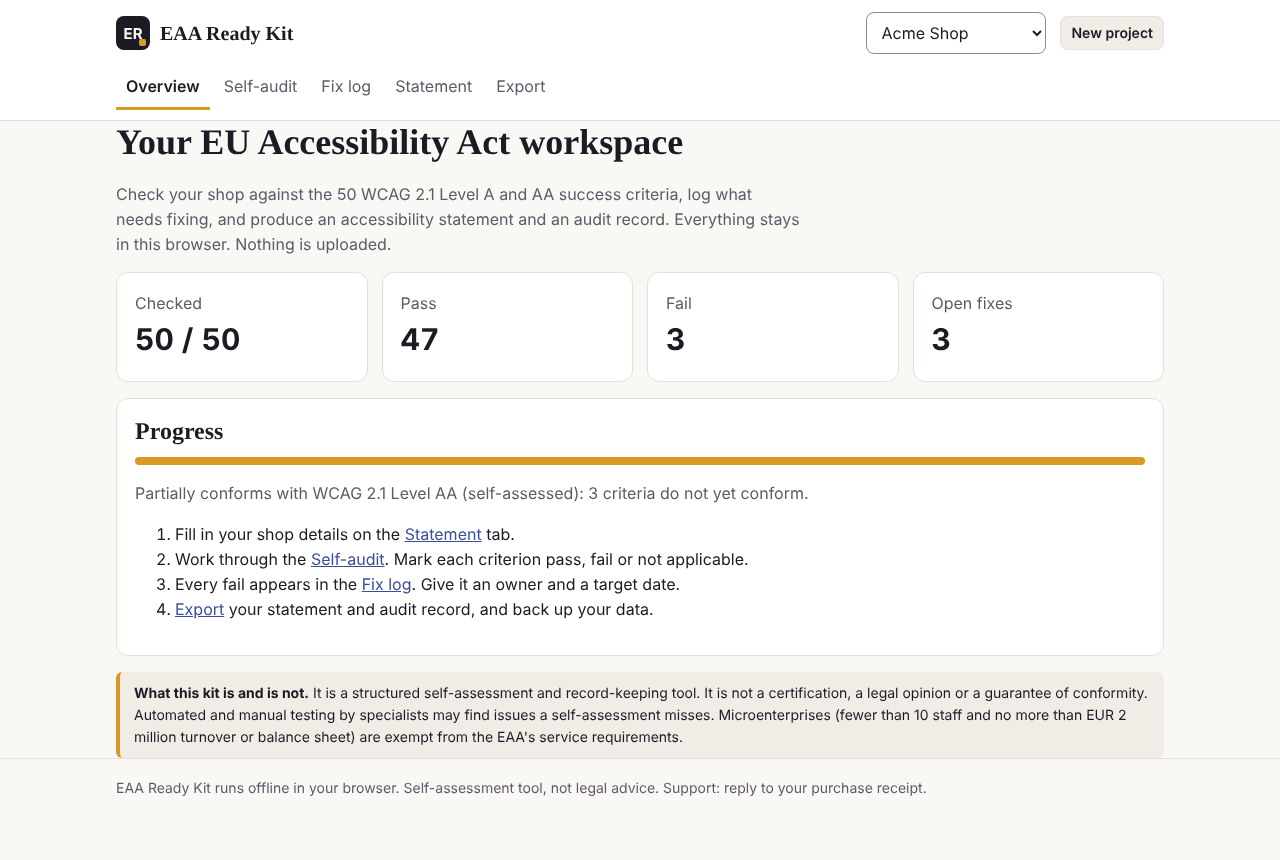 ER
EAA Ready Kit
Acme Shop
New project
Overview
Self-audit
Fix log
Statement
Export
Your EU Accessibility Act workspace
Check your shop against the 50 WCAG 2.1 Level A and AA success criteria, log what
needs fixing, and produce an accessibility statement and an audit record. Everything stays
in this browser. Nothing is uploaded.
Checked
50 / 50
Pass
47
Fail
3
Open fixes
3
Progress
Partially conforms with WCAG 2.1 Level AA (self-assessed): 3 criteria do not yet conform.
1. Fill in your shop details on the Statement tab.
2. Work through the Self-audit. Mark each criterion pass, fail or not applicable.
3. Every fail appears in the Fix log. Give it an owner and a target date.
4. Export your statement and audit record, and back up your data.
What this kit is and is not. It is a structured self-assessment and record-keeping tool. It is not a certification, a legal opinion or a guarantee of conformity.
Automated and manual testing by specialists may find issues a self-assessment misses. Microenterprises (fewer than 10 staff and no more than EUR 2
million turnover or balance sheet) are exempt from the EAA's service requirements.
EAA Ready Kit runs offline in your browser. Self-assessment tool, not legal advice. Support: reply to your purchase receipt.